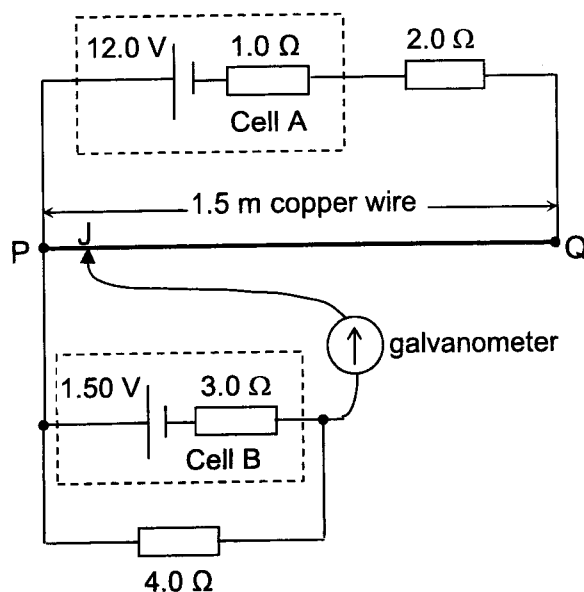 12.0 V 1.0 Ω 2.0 Ω
Cell A
1.5 m copper wire
P J Q
galvanometer
1.50 V 3.0 Ω
Cell B
4.0 Ω